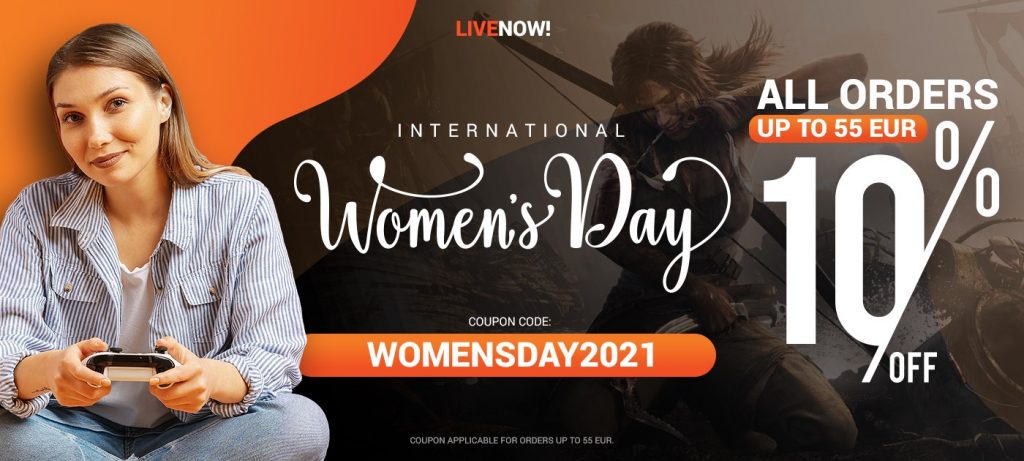 LIVENOW!
INTERNATIONAL
Women's Day
COUPON CODE:
WOMENSDAY2021
COUPON APPLICABLE FOR ORDERS UP TO 55 EUR.
ALL ORDERS
UP TO 55 EUR
10%
OFF